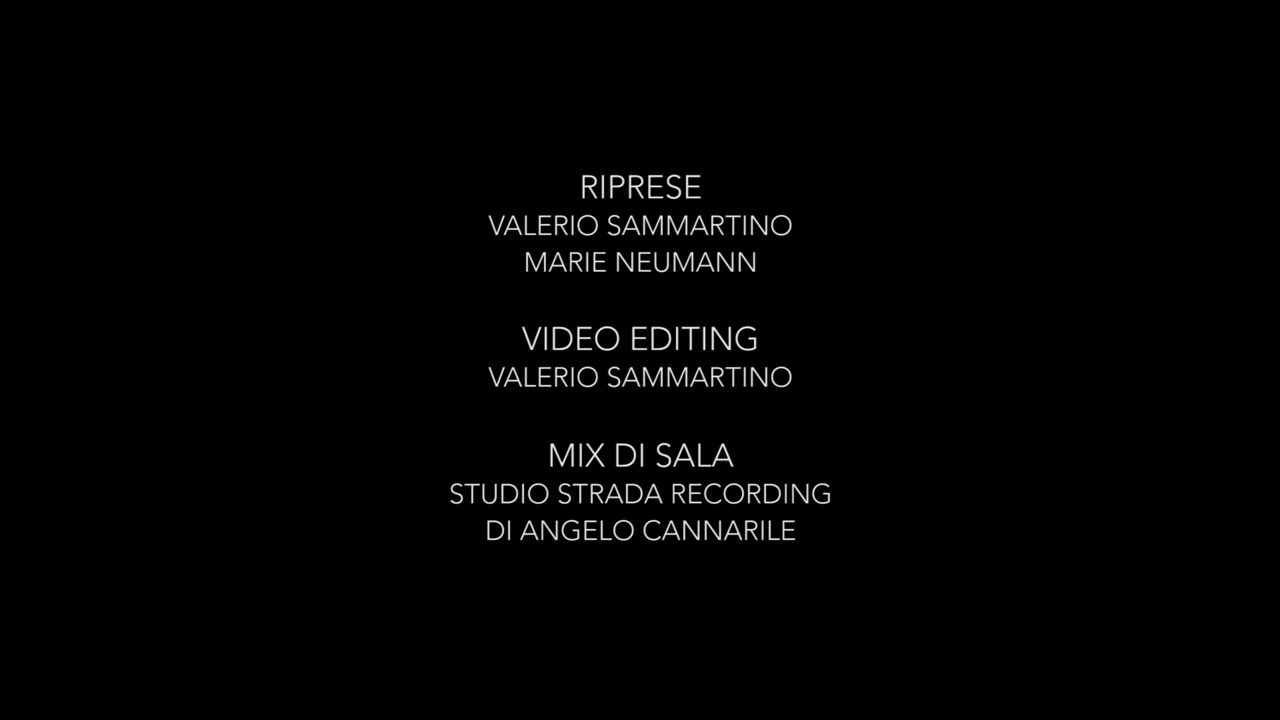 RIPRESE
VALERIO SAMMARTINO
MARIE NEUMANN
VIDEO EDITING
VALERIO SAMMARTINO
MIX DI SALA
STUDIO STRADA RECORDING
DI ANGELO CANNARILE